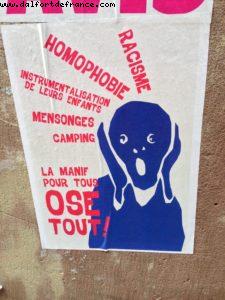 www.dalfortdefrance.com
RACISME
HOMOPHOBIE
INSTRUMENTALISATION
DE LEURS ENFANTS
MENSONGES
CAMPING
LA MANIF
POUR TOUS
OSE
TOUT!